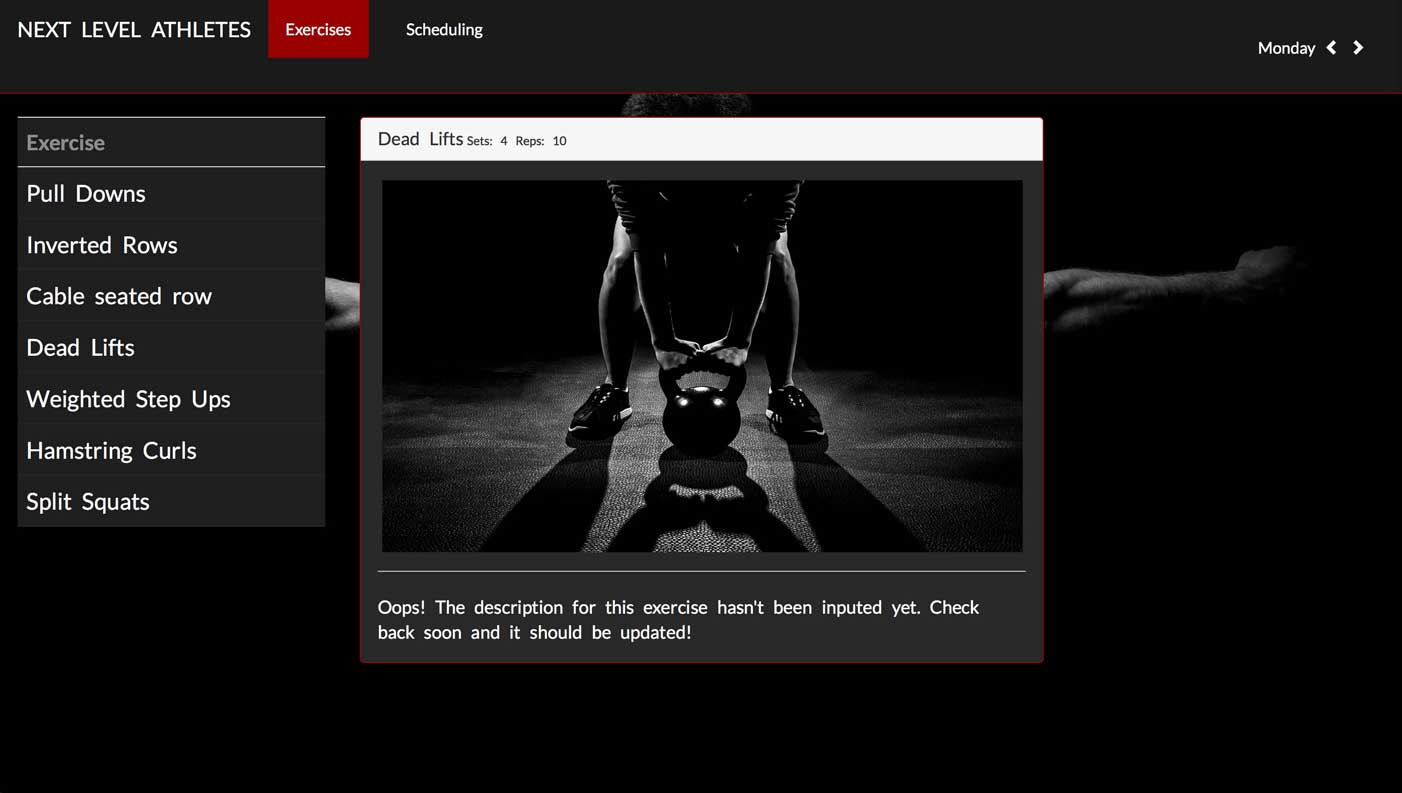 NEXT LEVEL ATHLETES Exercises Scheduling
Monday
Exercise
Pull Downs
Inverted Rows
Cable seated row
Dead Lifts
Weighted Step Ups
Hamstring Curls
Split Squats
Dead Lifts Sets: 4 Reps: 10
Oops! The description for this exercise hasn't been inputed yet. Check
back soon and it should be updated!